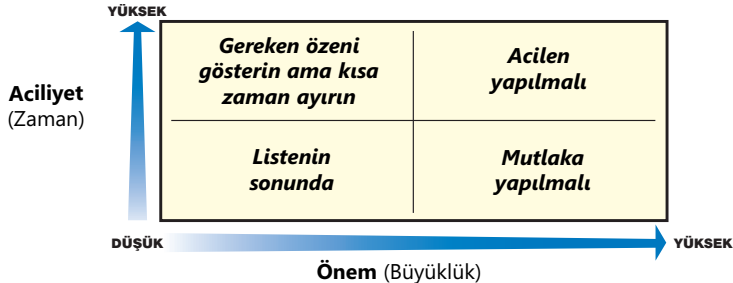 YÜKSEK
Gereken özeni
gösterin ama kısa
zaman ayırın
Acilen
yapılmalı
Aciliyet
(Zaman)
Listenin
sonunda
Mutlaka
yapılmalı
DÜŞÜK
YÜKSEK
Önem (Büyüklük)